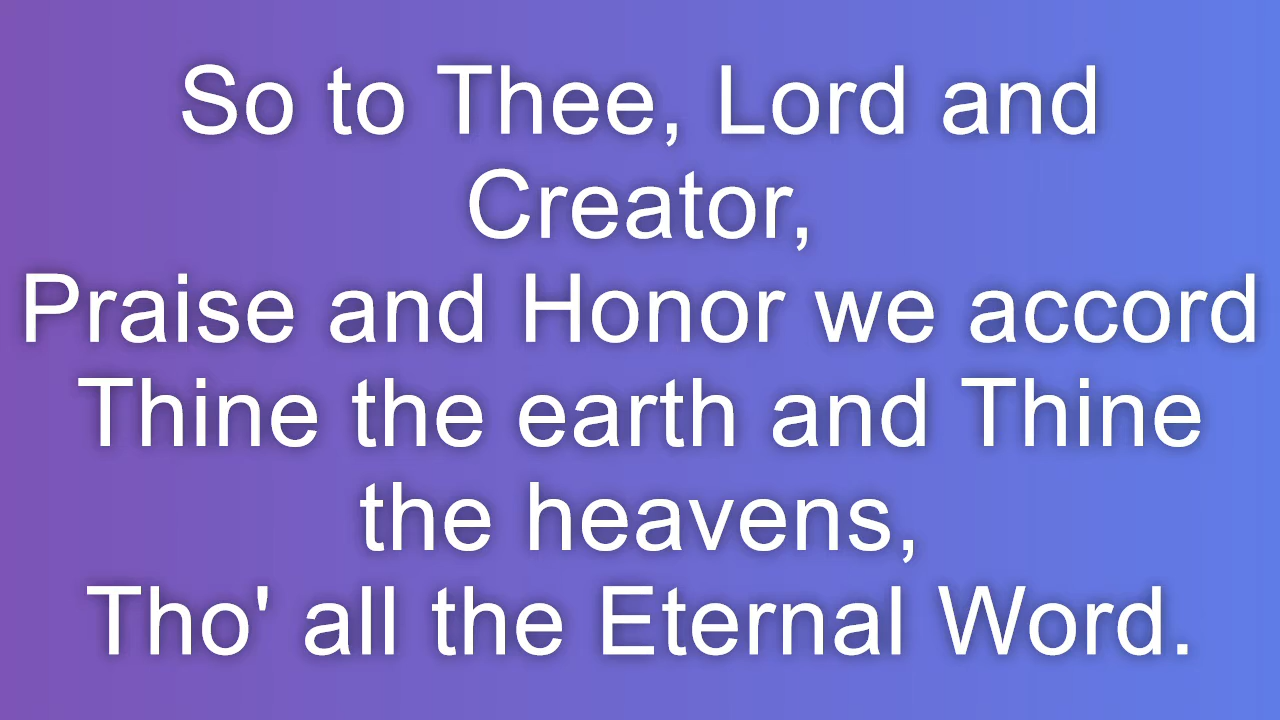 So to Thee, Lord and
Creator,
Praise and Honor we accord
Thine the earth and Thine
the heavens,
Tho' all the Eternal Word.